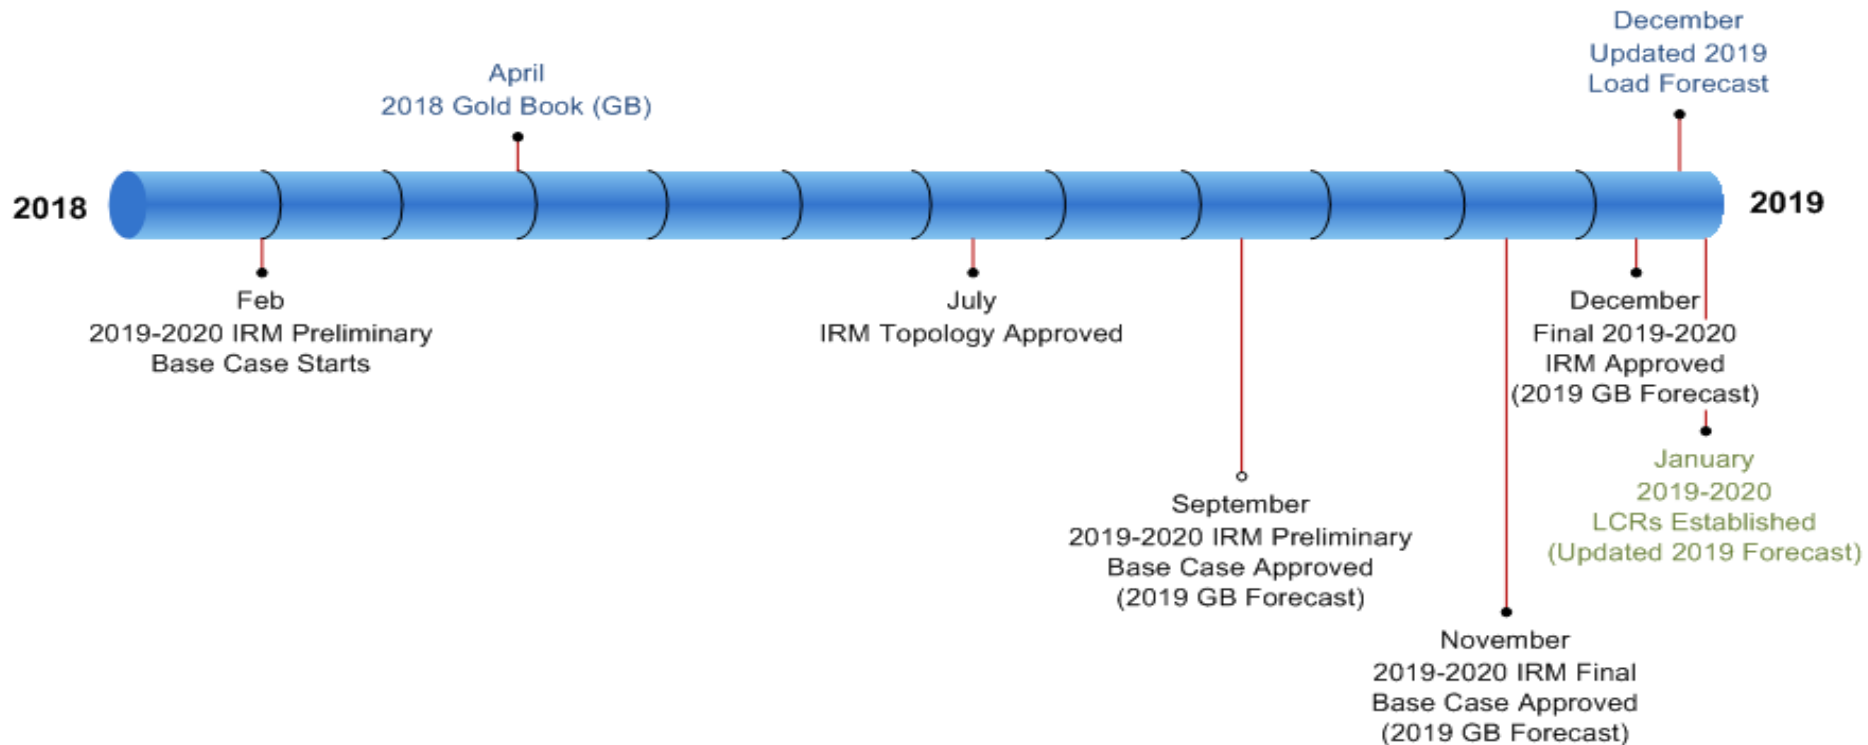 December
Updated 2019
Load Forecast
April
2018 Gold Book (GB)
2018
2019
Feb
2019-2020 IRM Preliminary
Base Case Starts
July
IRM Topology Approved
December
Final 2019-2020
IRM Approved
(2019 GB Forecast)
January
2019-2020
LCRs Established
(Updated 2019 Forecast)
September
2019-2020 IRM Preliminary
Base Case Approved
(2019 GB Forecast)
November
2019-2020 IRM Final
Base Case Approved
(2019 GB Forecast)